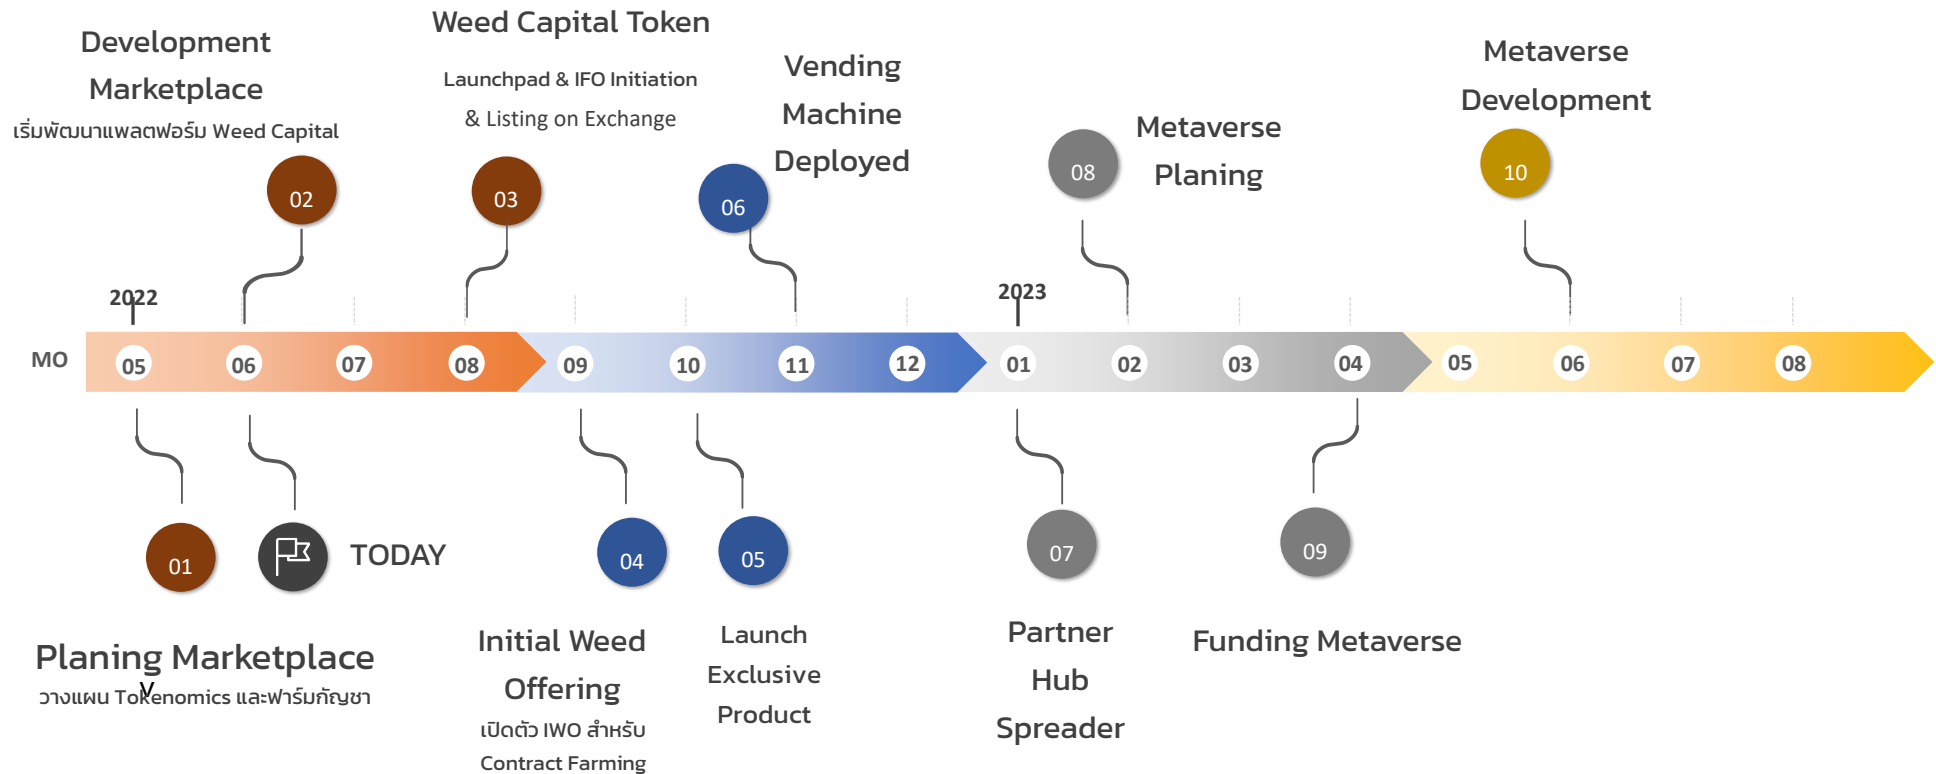 Development
Marketplace
เริ่มพัฒนาแพลตฟอร์ม Weed Capital
02
Weed Capital Token
Launchpad & IFO Initiation
& Listing on Exchange
03
Vending
Machine
Deployed
06
08
Metaverse
Planing
Metaverse
Development
10
2022
2023
MO
05
06
07
08
09
10
11
12
01
02
03
04
05
06
07
08
01
TODAY
Planing Marketplace
v
วางแผน Tokenomics และฟาร์มกัญชา
04
Initial Weed
Offering
เปิดตัว IWO สำหรับ
Contract Farming
05
Launch
Exclusive
Product
07
Partner
Hub
Spreader
09
Funding Metaverse